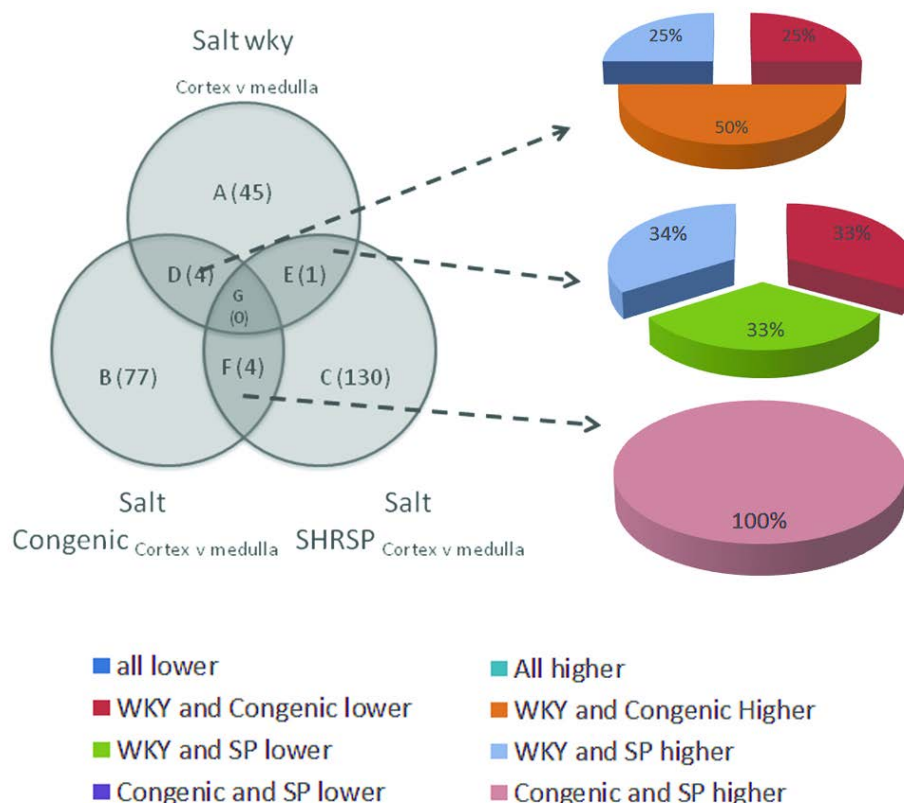 Salt wky
Cortex v medulla
A (45)
D (4)
E (1)
G
(0)
B (77)
F (4)
C (130)
Salt
Congenic Cortex v medulla
Salt
SHRSP Cortex v medulla
25%
25%
50%
34%
33%
33%
100%
all lower
All higher
WKY and Congenic lower
WKY and Congenic Higher
WKY and SP lower
WKY and SP higher
Congenic and SP lower
Congenic and SP higher